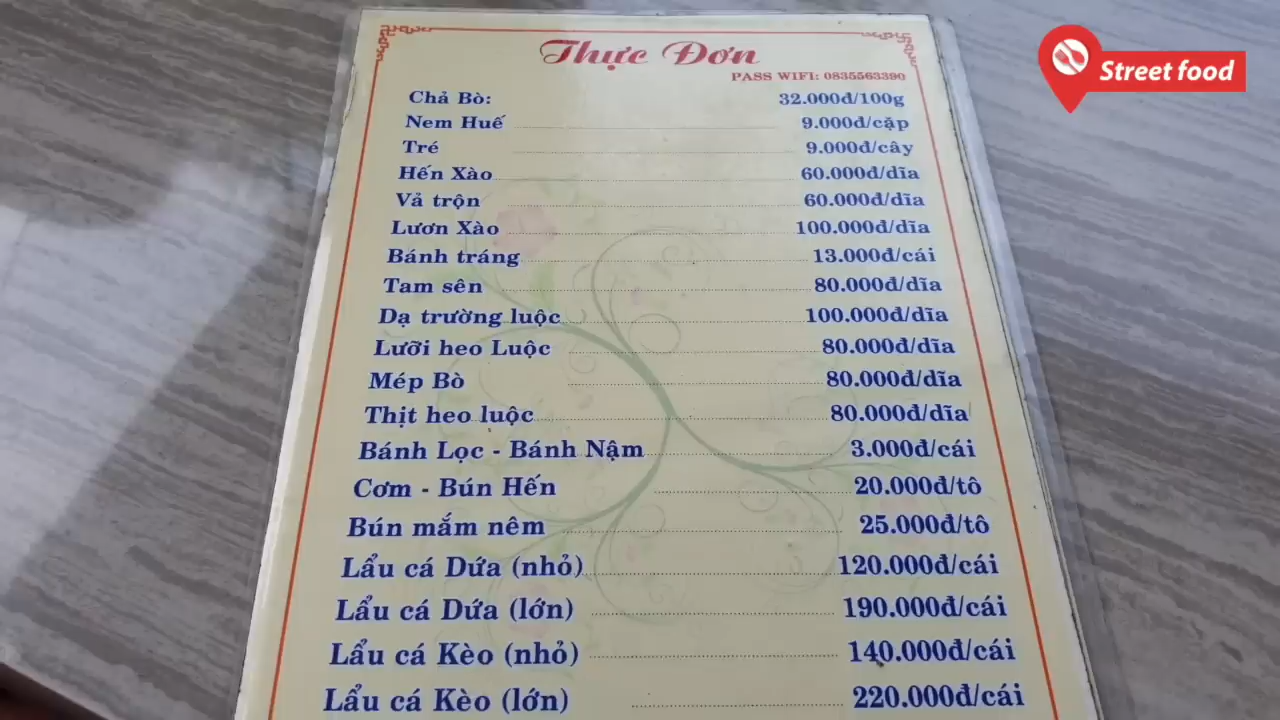 Street food
Thực Đơn
PASS WIFI: 0835563390
Chả Bò: 32.000đ/100g
Nem Huế 9.000đ/cặp
Tré 9.000đ/cây
Hến Xào 60.000đ/dĩa
Vả trộn 60.000đ/dĩa
Lươn Xào 100.000đ/dĩa
Bánh tráng 13.000đ/cái
Tam sên 80.000đ/dĩa
Dạ trường luộc 100.000đ/dĩa
Lưỡi heo Luộc 80.000đ/dĩa
Mép Bò 80.000đ/dĩa
Thịt heo luộc 80.000đ/dĩa
Bánh Lọc - Bánh Nậm 3.000đ/cái
Cơm - Bún Hến 20.000đ/tô
Bún mắm nêm 25.000đ/tô
Lẩu cá Dứa (nhỏ) 120.000đ/cái
Lẩu cá Dứa (lớn) 190.000đ/cái
Lẩu cá Kèo (nhỏ) 140.000đ/cái
Lẩu cá Kèo (lớn) 220.000đ/cái